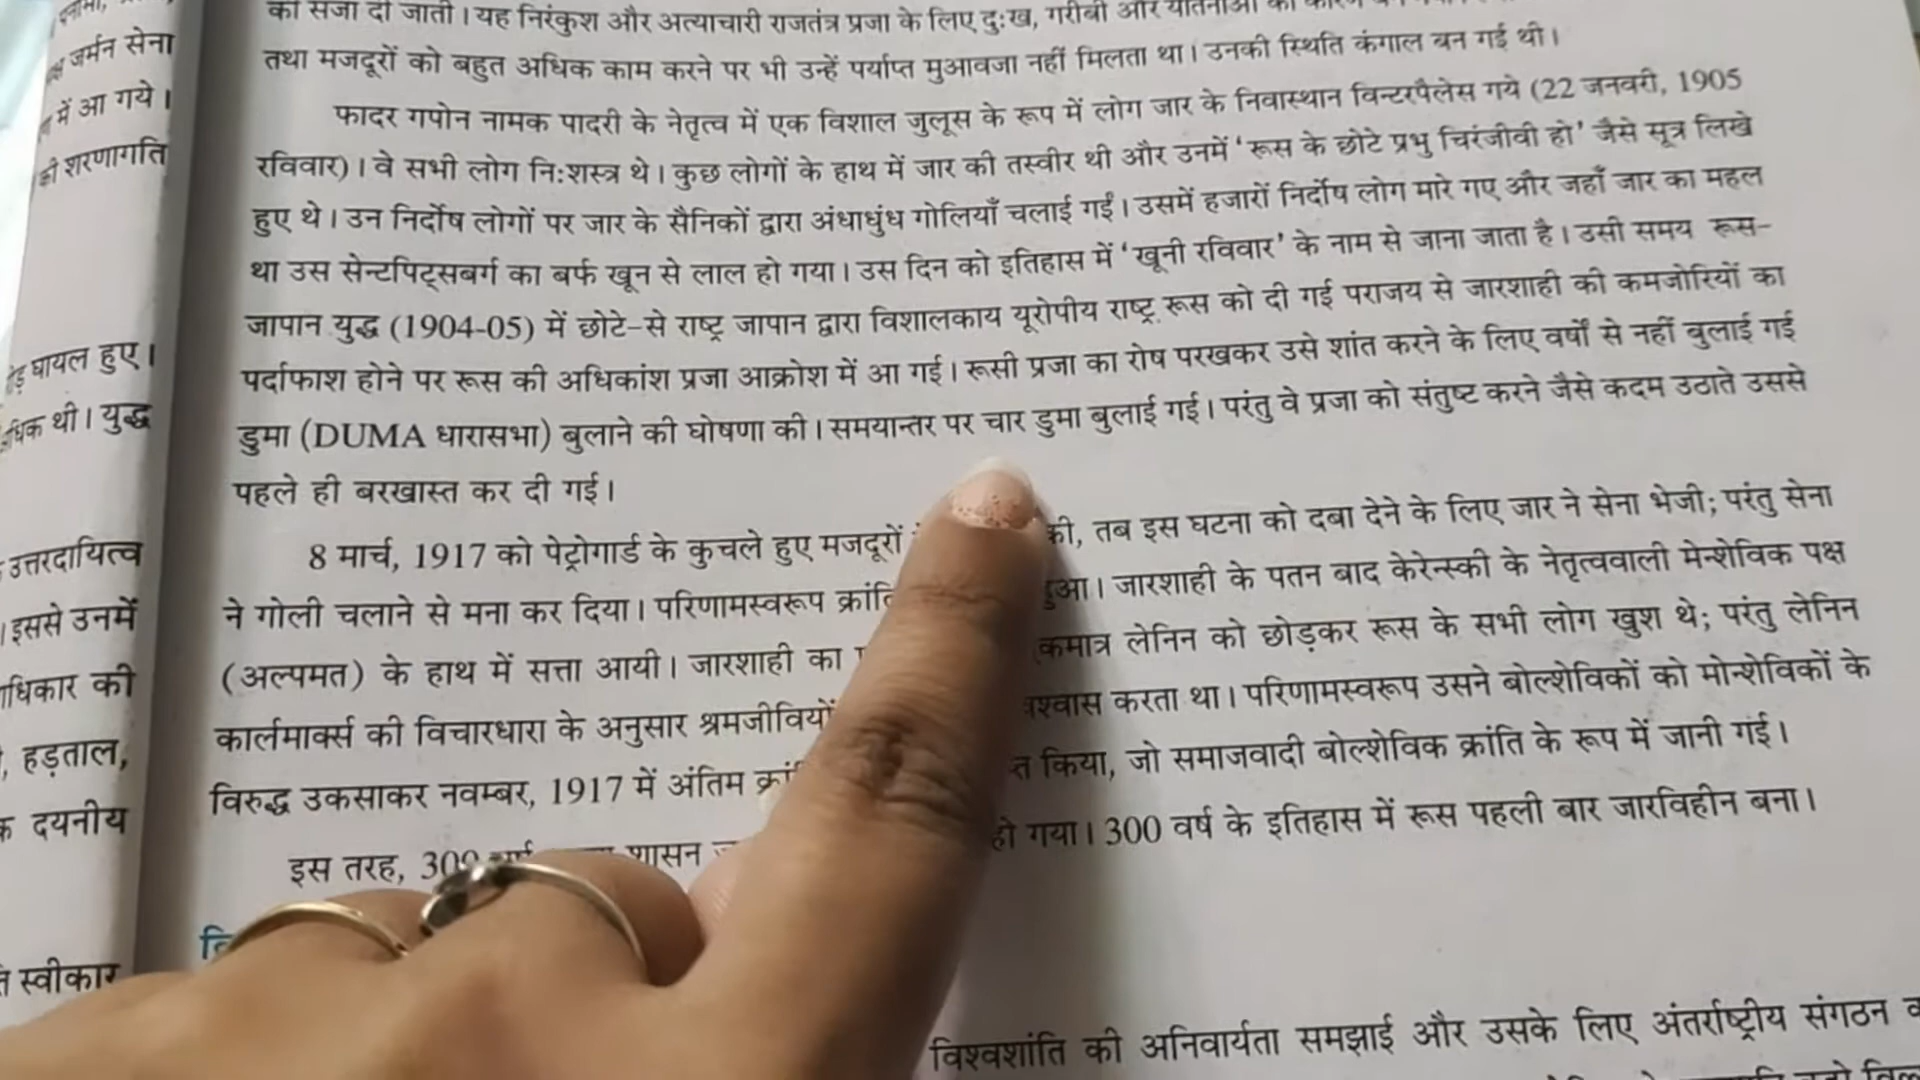 जर्मन सेना
में आ गये।
की शरणागति
घायल हुए।
थी। युद्ध
उत्तरदायित्व
। इससे उनमें
की
, हड़ताल,
दयनीय
स्वीकार
की सजा दी जाती। यह निरंकुश और अत्याचारी राजतंत्र प्रजा के लिए दुःख, गरीबी और यातनाओं का कारण
तथा मजदूरों को बहुत अधिक काम करने पर भी उन्हें पर्याप्त मुआवजा नहीं मिलता था। उनकी स्थिति कंगाल बन गई थी।
फादर गपोन नामक पादरी के नेतृत्व में एक विशाल जुलूस के रूप में लोग जार के निवास्थान विन्टरपैलेस गये (22 जनवरी, 1905
रविवार)। वे सभी लोग निःशस्त्र थे। कुछ लोगों के हाथ में जार की तस्वीर थी और उनमें ‘रूस के छोटे प्रभु चिरंजीवी हो’ जैसे सूत्र लिखे
हुए थे। उन निर्दोष लोगों पर जार के सैनिकों द्वारा अंधाधुंध गोलियाँ चलाई गईं। उसमें हजारों निर्दोष लोग मारे गए और जहाँ जार का महल
था उस सेन्टपिट्सबर्ग का बर्फ खून से लाल हो गया। उस दिन को इतिहास में ‘खूनी रविवार’ के नाम से जाना जाता है। उसी समय रूस-
जापान युद्ध (1904-05) में छोटे-से राष्ट्र जापान द्वारा विशालकाय यूरोपीय राष्ट्र रूस को दी गई पराजय से जारशाही की कमजोरियों का
पर्दाफाश होने पर रूस की अधिकांश प्रजा आक्रोश में आ गई। रूसी प्रजा का रोष परखकर उसे शांत करने के लिए वर्षों से नहीं बुलाई गई
डुमा (DUMA धारासभा) बुलाने की घोषणा की। समयान्तर पर चार डुमा बुलाई गई। परंतु वे प्रजा को संतुष्ट करने जैसे कदम उठाते उससे
पहले ही बरखास्त कर दी गई।
8 मार्च, 1917 को पेट्रोगार्ड के कुचले हुए मजदूरों की, तब इस घटना को दबा देने के लिए जार ने सेना भेजी; परंतु सेना
ने गोली चलाने से मना कर दिया। परिणामस्वरूप हुआ। जारशाही के पतन बाद केरेन्स्की के नेतृत्ववाली मेन्शेविक पक्ष
(अल्पमत) के हाथ में सत्ता आयी। जारशाही का लेनिन को छोड़कर रूस के सभी लोग खुश थे; परंतु लेनिन
कार्लमार्क्स की विचारधारा के अनुसार श्रमजीवियों करता था। परिणामस्वरूप उसने बोल्शेविकों को मोन्शेविकों के
विरुद्ध उकसाकर नवम्बर, 1917 में अंतिम किया, जो समाजवादी बोल्शेविक क्रांति के रूप में जानी गई।
इस तरह, 300 शासन हो गया। 300 वर्ष के इतिहास में रूस पहली बार जारविहीन बना।
विश्वशांति की अनिवार्यता समझाई और उसके लिए अंतर्राष्ट्रीय संगठन